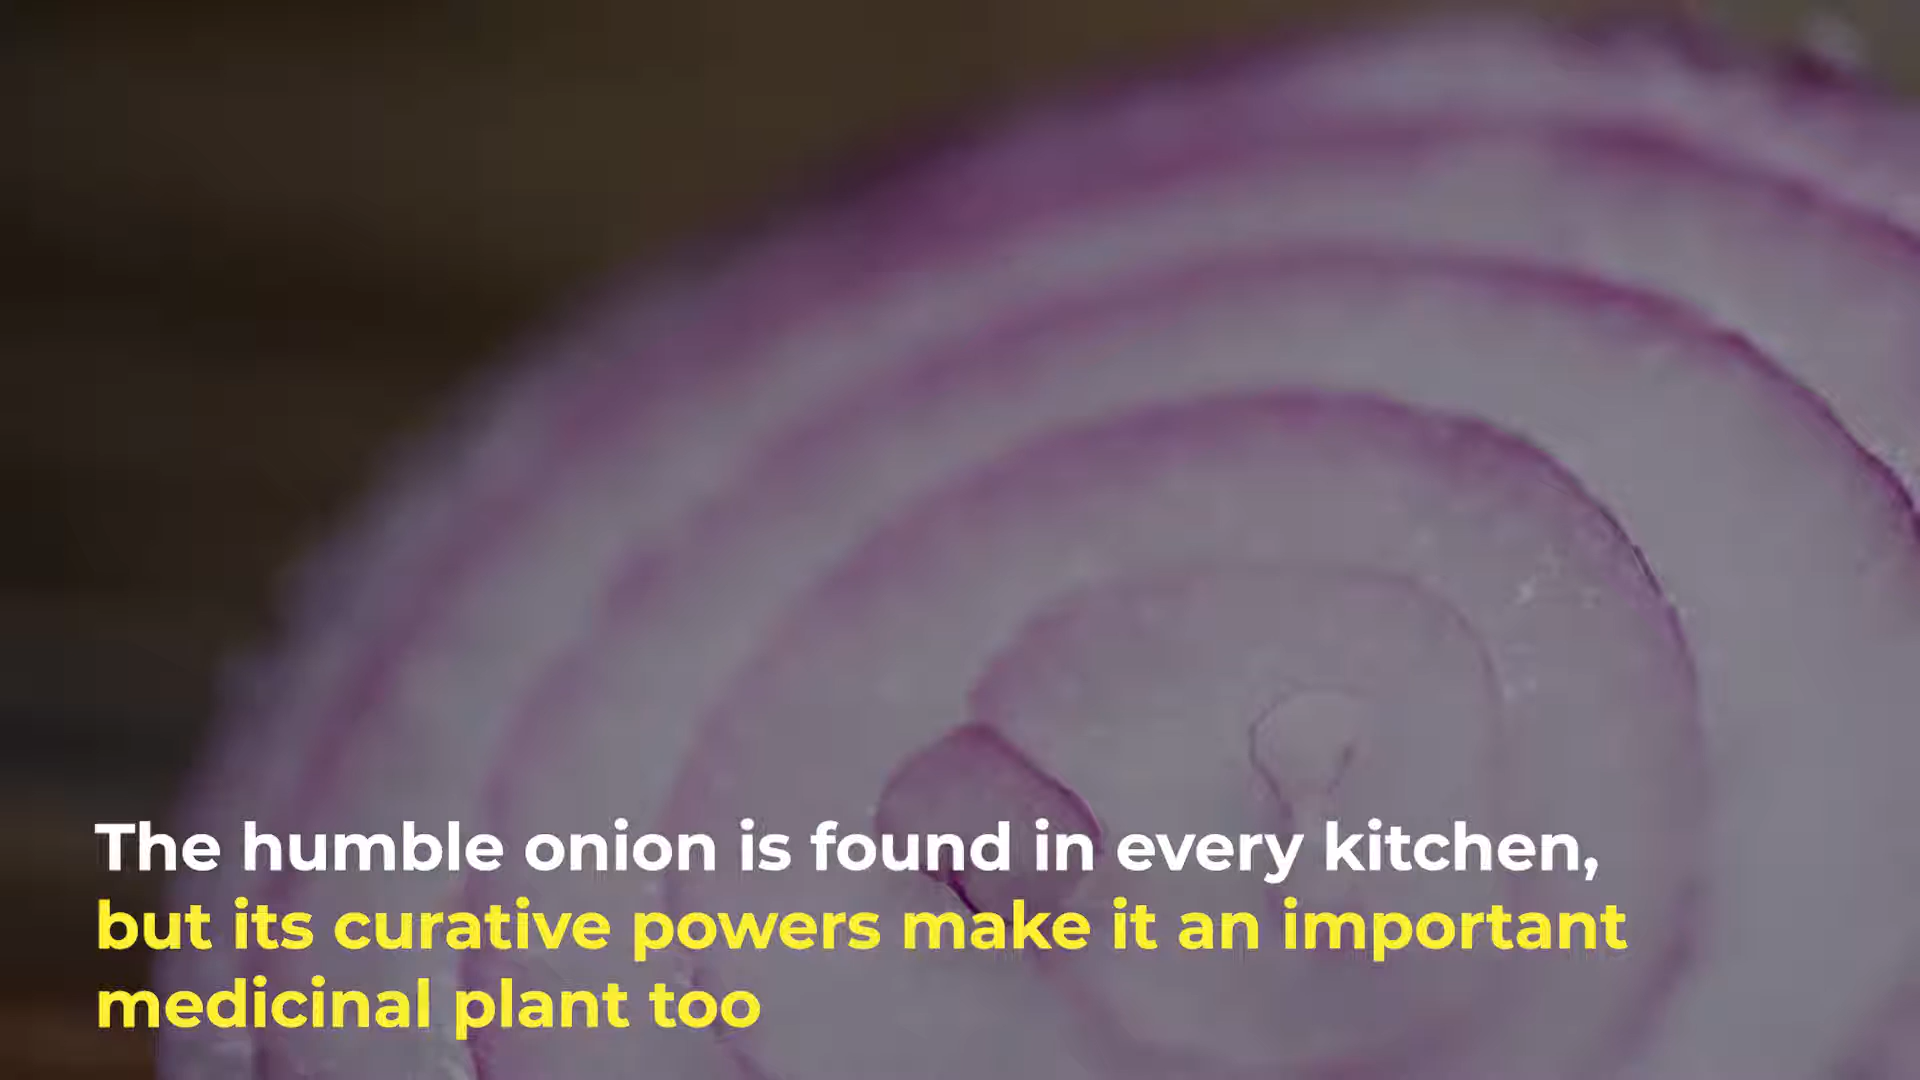 The humble onion is found in every kitchen,
but its curative powers make it an important
medicinal plant too